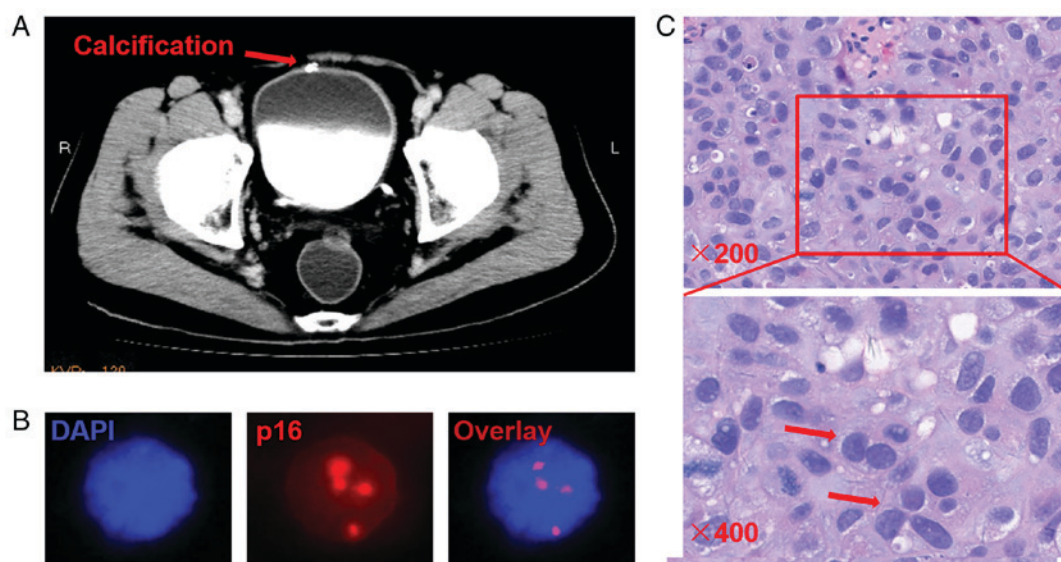 A
Calcification
R
L
B
DAPI
p16
Overlay
C
×200
×400